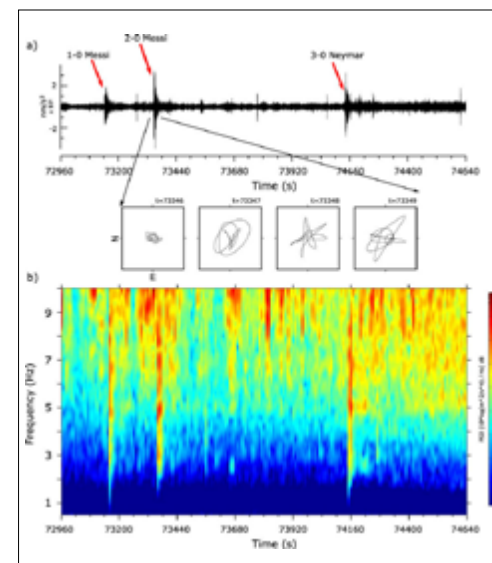 2-0 Messi
a)
1-0 Messi
3-0 Neymar
2
-2
72960 73200 73440 73680 73920 74160 74400 74640
Time (s)
t=73346 t=73347 t=73348 t=73349
N
E
b)
9
7
5
3
1
Frequency (Hz)
72960 73200 73440 73680 73920 74160 74400 74640
Time (s)